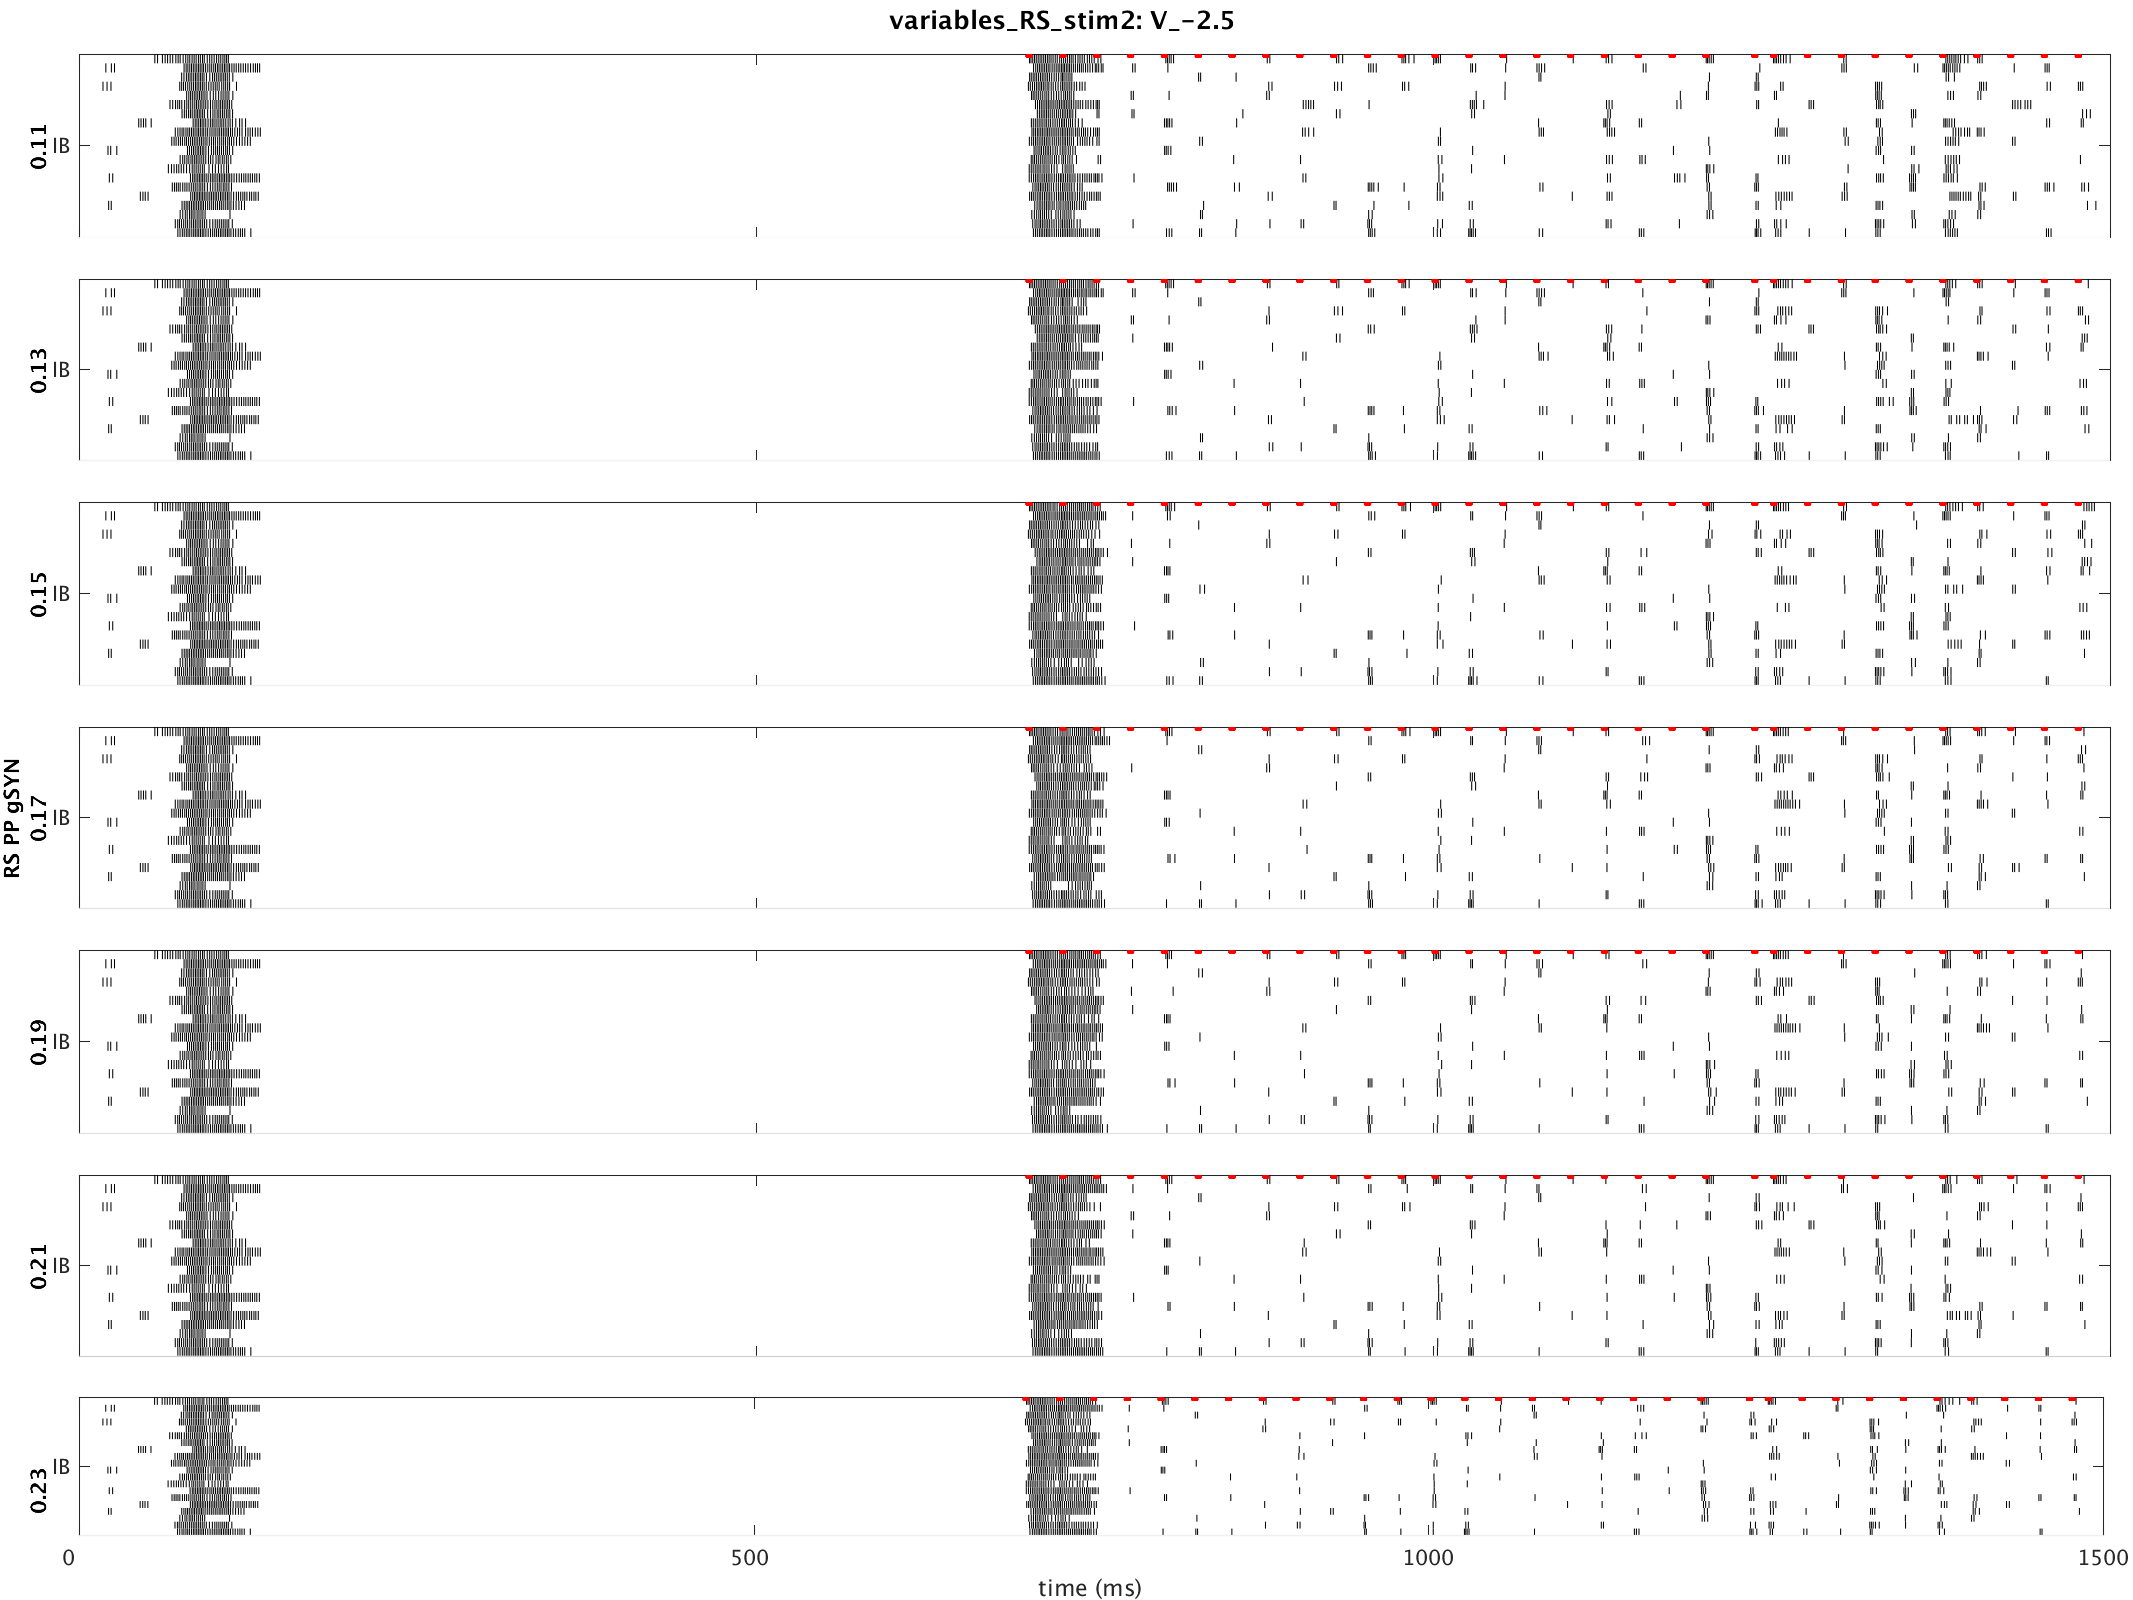 variables_RS_stim2: V_-2.5
RS PP gSYN
0.11
IB
0.13
IB
0.15
IB
0.17
IB
0.19
IB
0.21
IB
0.23
IB
0 500 1000 1500
time (ms)